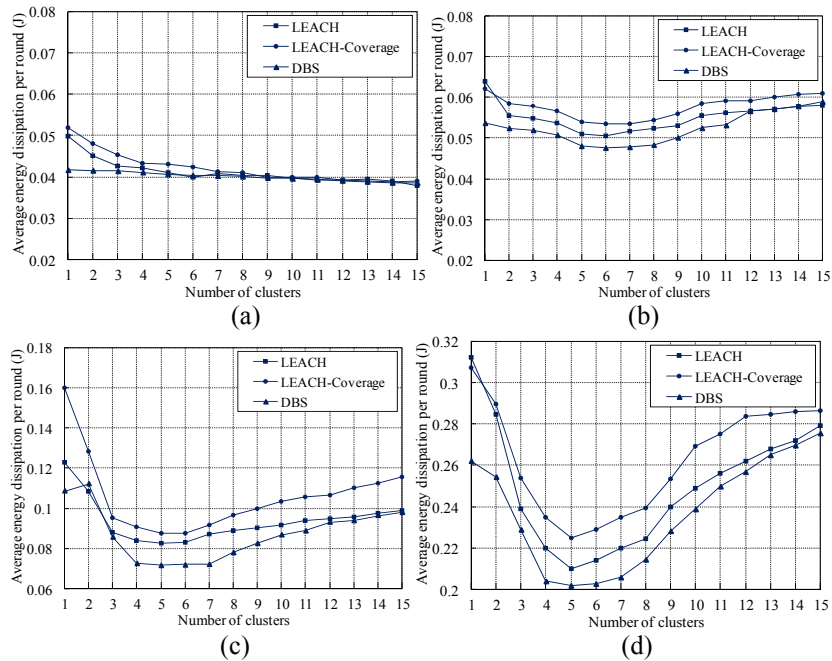 Average energy dissipation per round (J)
0.08
0.07
0.06
0.05
0.04
0.03
0.02
LEACH
LEACH-Coverage
DBS
1 2 3 4 5 6 7 8 9 10 11 12 13 14 15
Number of clusters
(a)
Average energy dissipation per round (J)
0.08
0.07
0.06
0.05
0.04
0.03
0.02
LEACH
LEACH-Coverage
DBS
1 2 3 4 5 6 7 8 9 10 11 12 13 14 15
Number of clusters
(b)
Average energy dissipation per round (J)
0.18
0.16
0.14
0.12
0.1
0.08
0.06
LEACH
LEACH-Coverage
DBS
1 2 3 4 5 6 7 8 9 10 11 12 13 14 15
Number of clusters
(c)
Average energy dissipation per round (J)
0.32
0.3
0.28
0.26
0.24
0.22
0.2
LEACH
LEACH-Coverage
DBS
1 2 3 4 5 6 7 8 9 10 11 12 13 14 15
Number of clusters
(d)